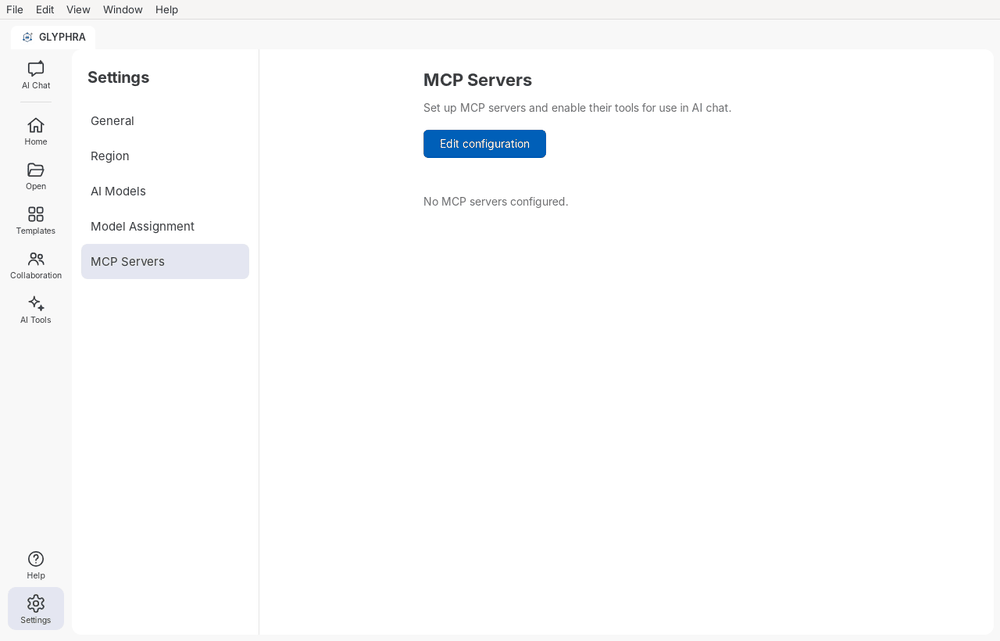 File Edit View Window Help
GLYPHRA
AI Chat
Home
Open
Templates
Collaboration
AI Tools
Help
Settings
Settings
General
Region
AI Models
Model Assignment
MCP Servers
MCP Servers
Set up MCP servers and enable their tools for use in AI chat.
Edit configuration
No MCP servers configured.